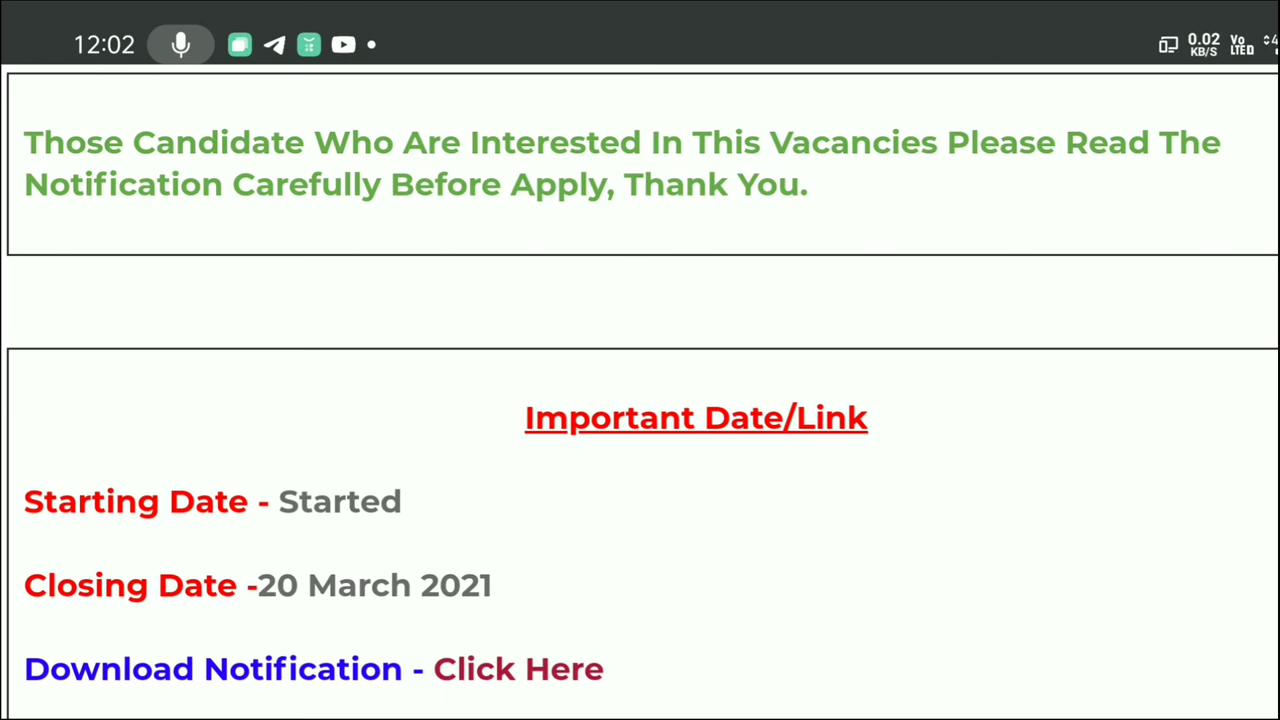 12:02 0.02 KB/S Vo LTED 4
Those Candidate Who Are Interested In This Vacancies Please Read The
Notification Carefully Before Apply, Thank You.
Important Date/Link
Starting Date - Started
Closing Date -20 March 2021
Download Notification - Click Here